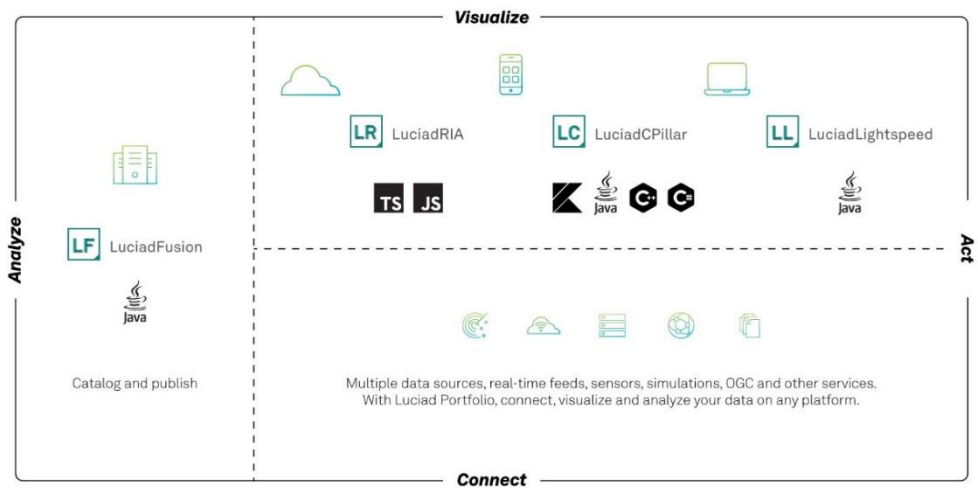 Visualize
LR LuciadRIA
LC LuciadCPillar
LL LuciadLightspeed
TS JS
Java
C++
C#
Java
Analyze
LF LuciadFusion
Java
Catalog and publish
Act
Multiple data sources, real-time feeds, sensors, simulations, OGC and other services.
With Luciad Portfolio, connect, visualize and analyze your data on any platform.
Connect